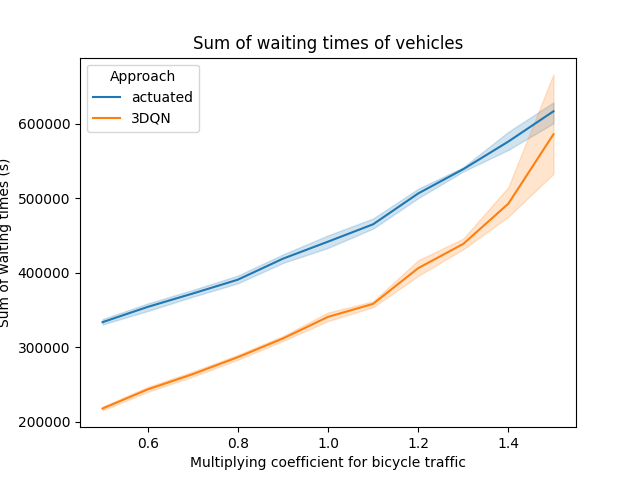 Sum of waiting times of vehicles
Approach
actuated
3DQN
Sum of waiting times (s)
600000
500000
400000
300000
200000
0.6 0.8 1.0 1.2 1.4
Multiplying coefficient for bicycle traffic